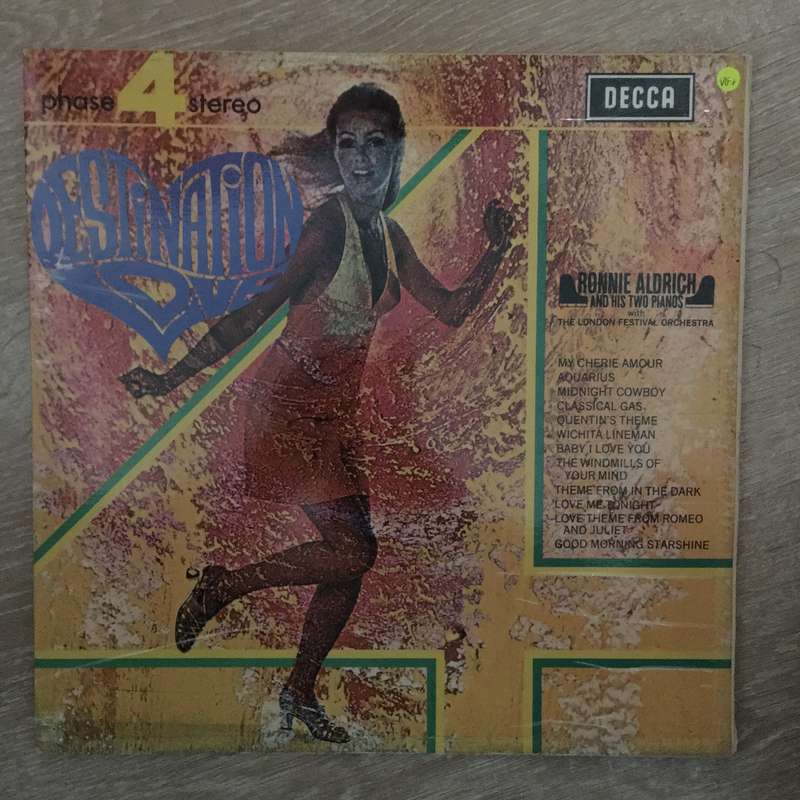 phase 4 stereo
DECCA
VG+
DESTINATION
LOVE
RONNIE ALDRICH
AND HIS TWO PIANOS
with
THE LONDON FESTIVAL ORCHESTRA
MY CHERIE AMOUR
AQUARIUS
MIDNIGHT COWBOY
CLASSICAL GAS
QUENTIN'S THEME
WICHITA LINEMAN
BABY I LOVE YOU
THE WINDMILLS OF
YOUR MIND
THEME FROM IN THE DARK
LOVE ME TONIGHT
LOVE THEME FROM ROMEO
AND JULIET
GOOD MORNING STARSHINE